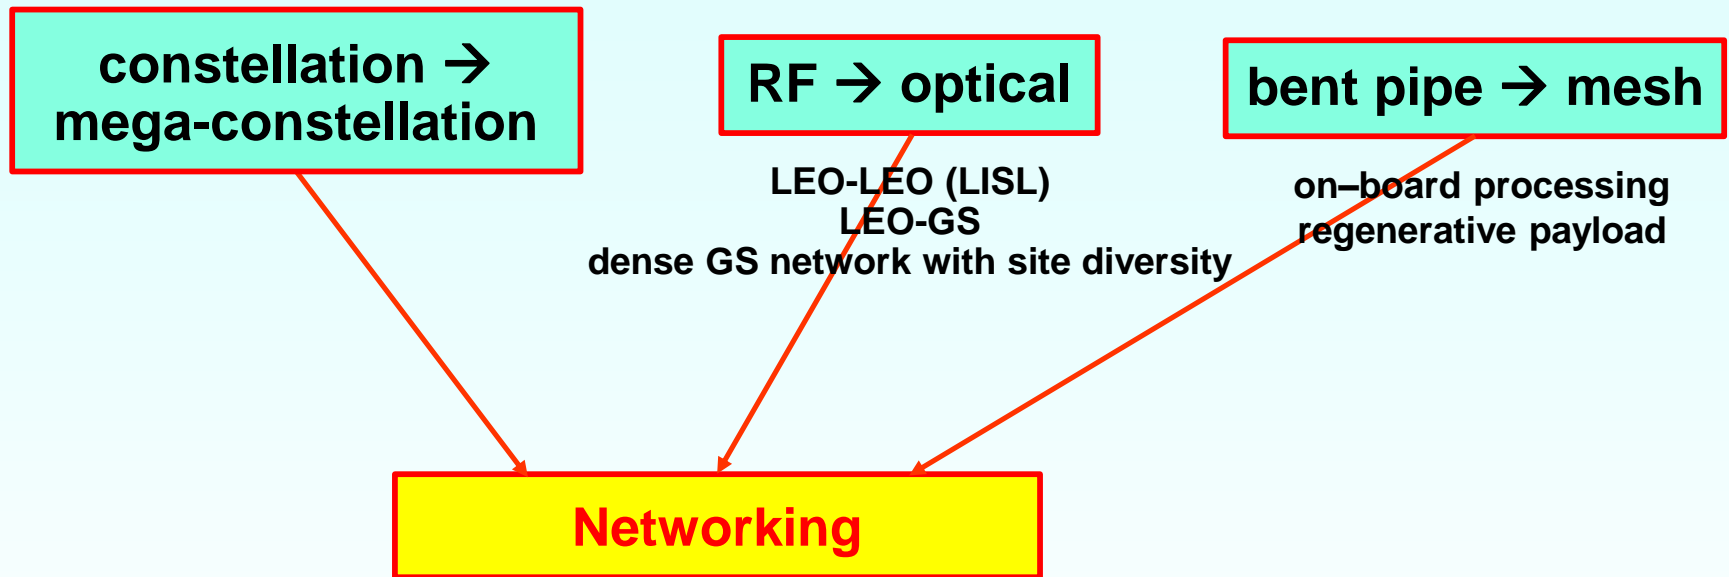 constellation →
mega-constellation
RF → optical
bent pipe → mesh
LEO-LEO (LISL)
LEO-GS
dense GS network with site diversity
on–board processing
regenerative payload
Networking